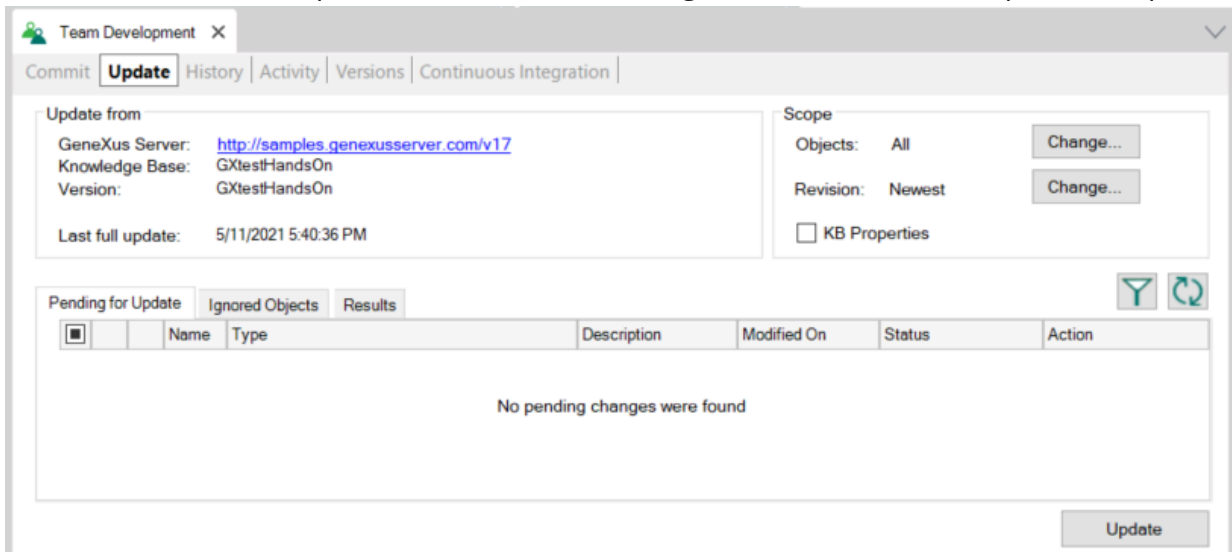 Team Development
Commit Update History Activity Versions Continuous Integration
Update from
GeneXus Server: http://samples.genexusserver.com/v17
Knowledge Base: GXtestHandsOn
Version: GXtestHandsOn
Last full update: 5/11/2021 5:40:36 PM
Scope
Objects: All Change...
Revision: Newest Change...
KB Properties
Pending for Update Ignored Objects Results
Name Type Description Modified On Status Action
No pending changes were found
Update